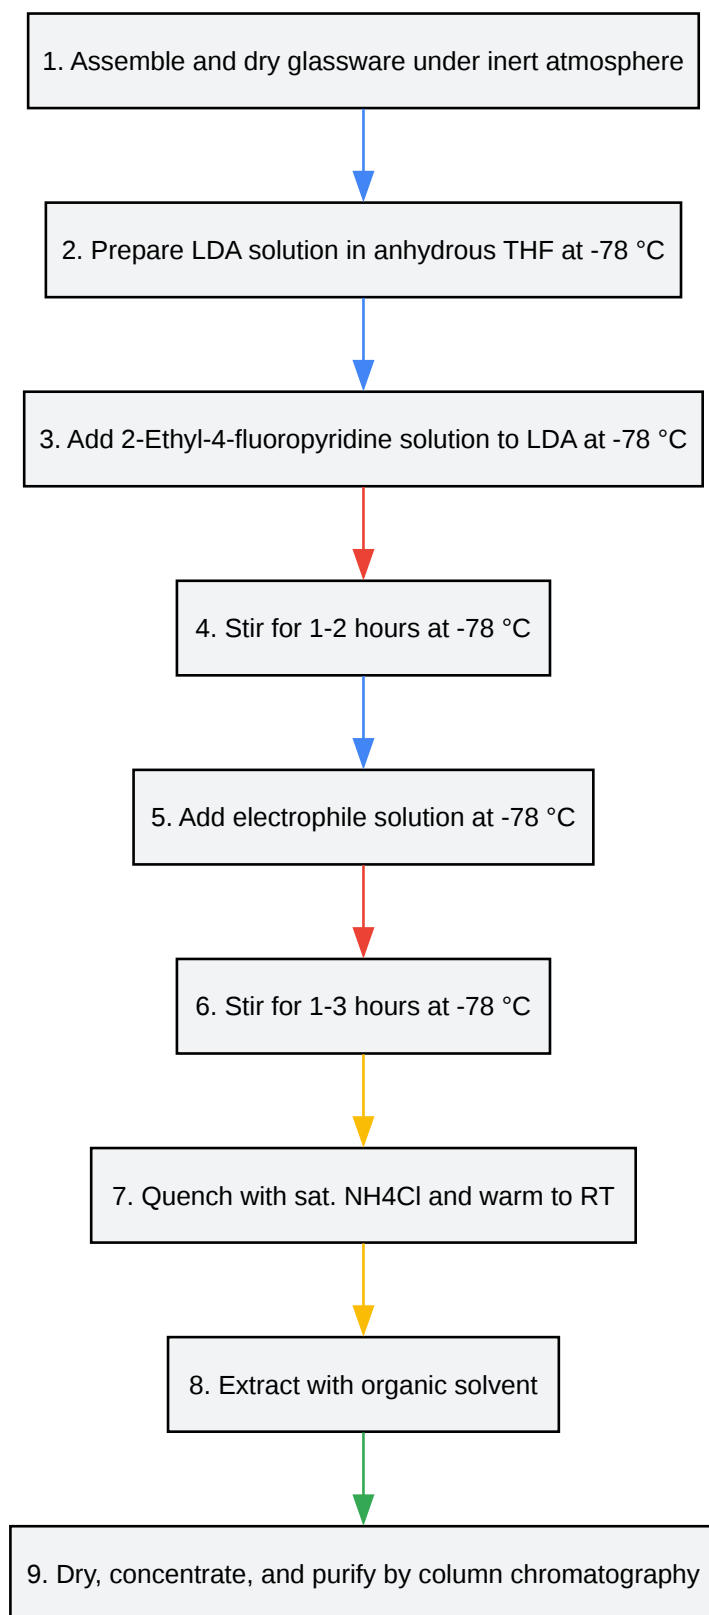 1. Assemble and dry glassware under inert atmosphere
2. Prepare LDA solution in anhydrous THF at -78 °C
3. Add 2-Ethyl-4-fluoropyridine solution to LDA at -78 °C
4. Stir for 1-2 hours at -78 °C
5. Add electrophile solution at -78 °C
6. Stir for 1-3 hours at -78 °C
7. Quench with sat. NH4Cl and warm to RT
8. Extract with organic solvent
9. Dry, concentrate, and purify by column chromatography